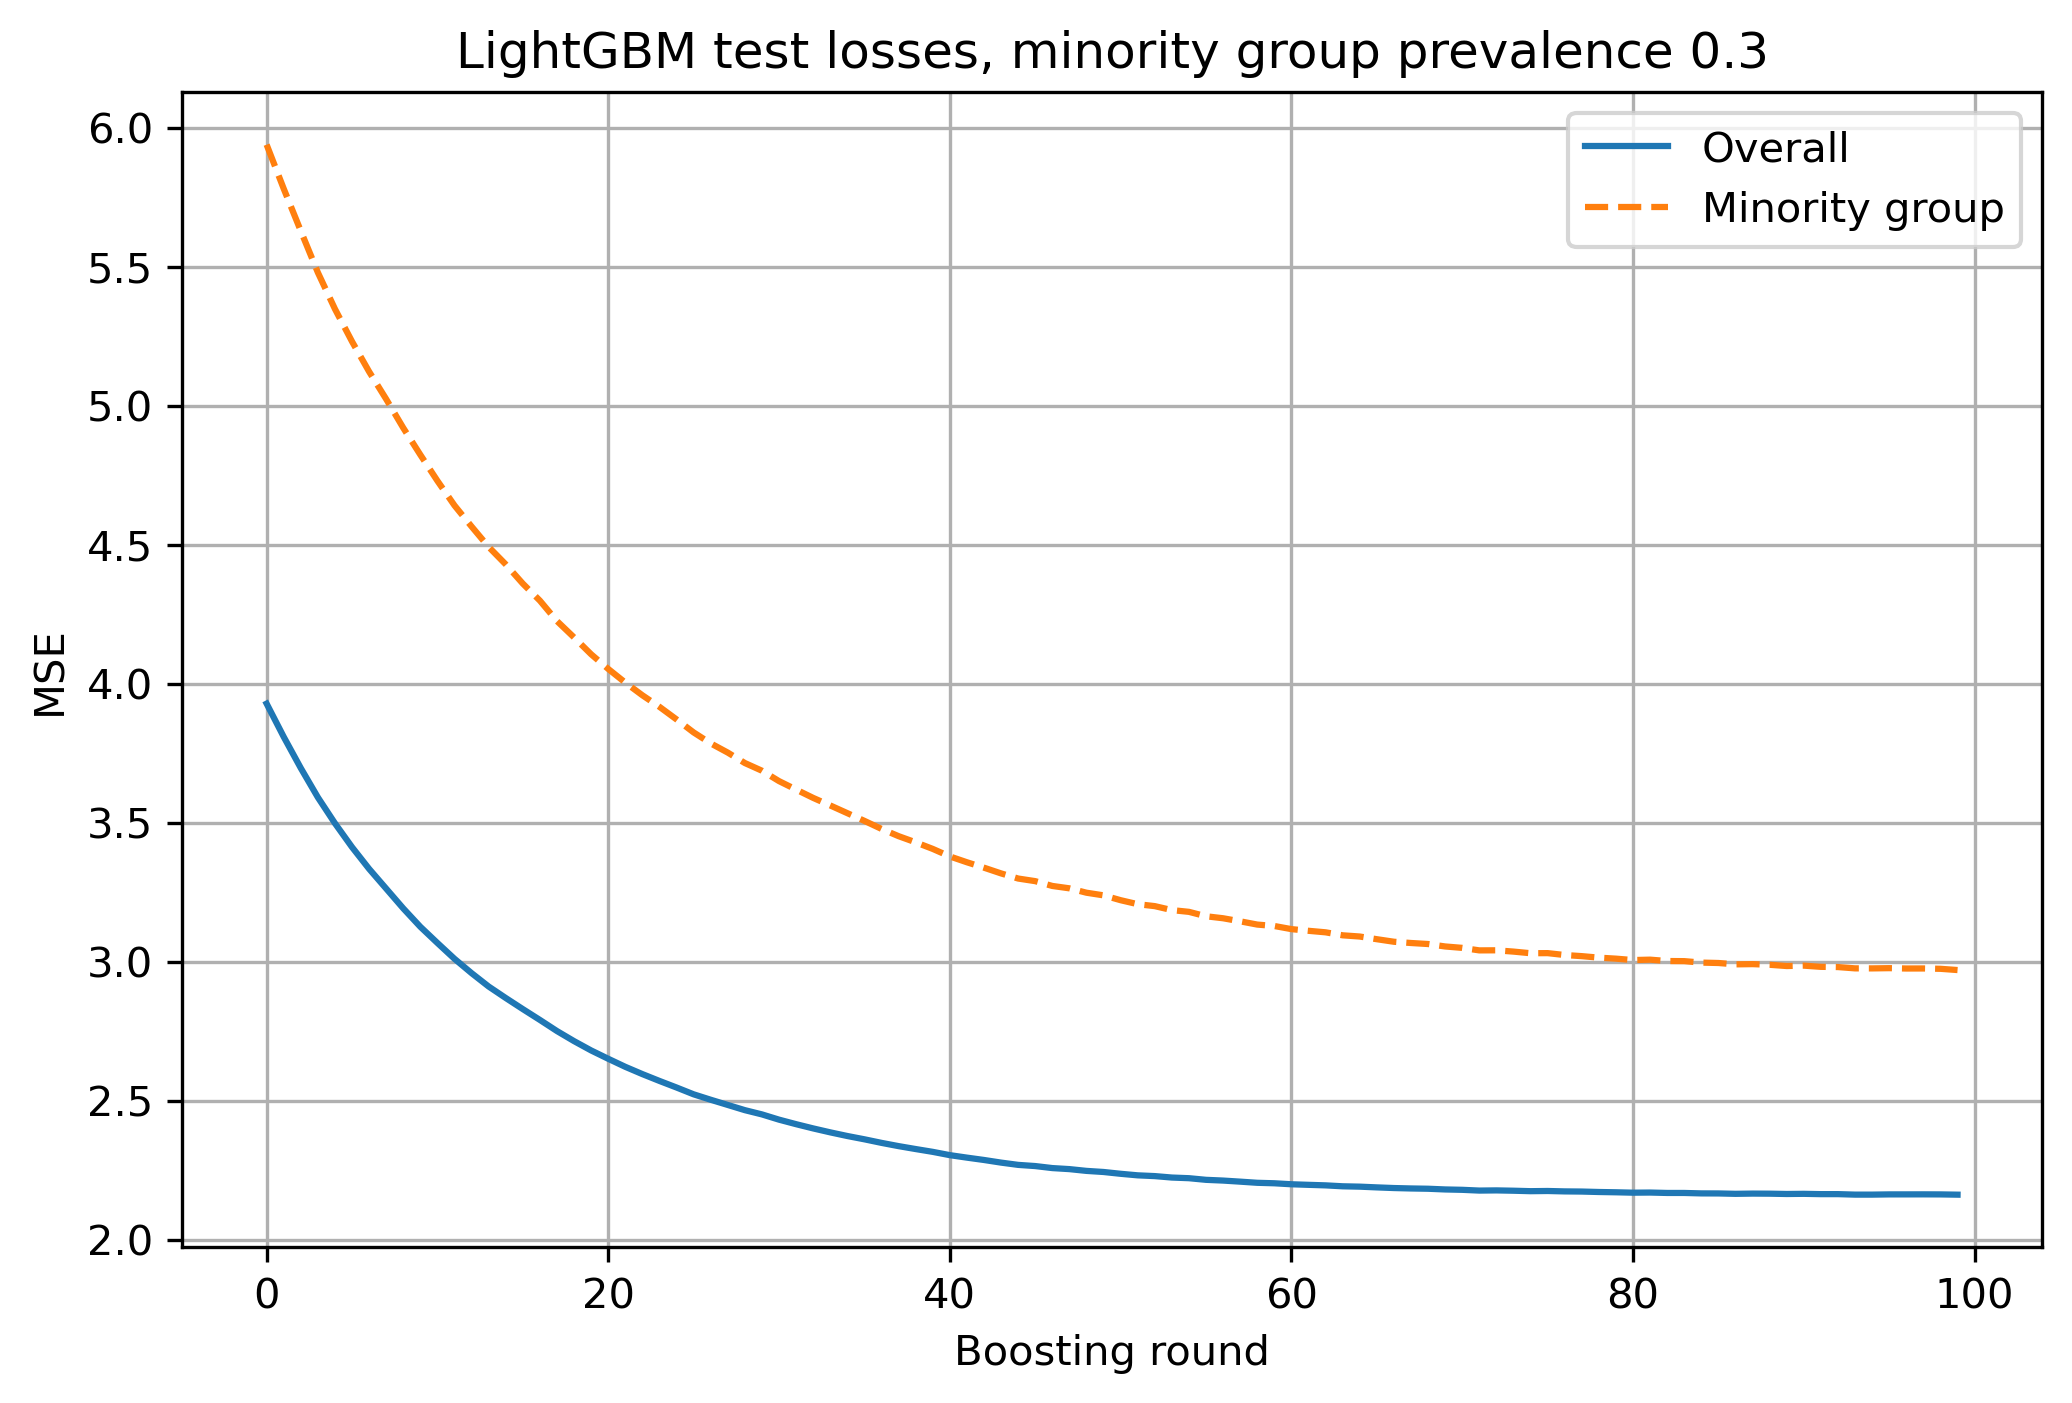 LightGBM test losses, minority group prevalence 0.3
6.0
5.5
5.0
4.5
4.0
3.5
3.0
2.5
2.0
MSE
Overall
Minority group
0 20 40 60 80 100
Boosting round